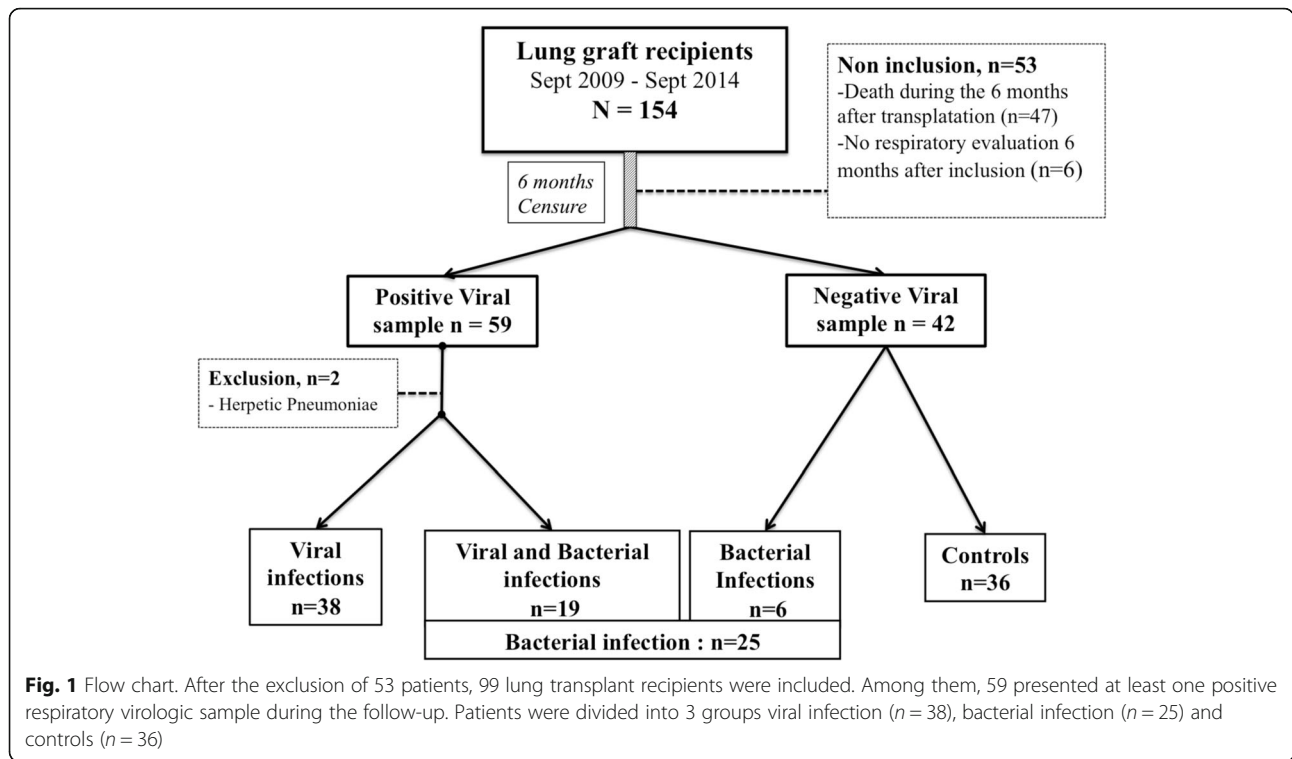 Lung graft recipients
Sept 2009 - Sept 2014
N = 154
Non inclusion, n=53
-Death during the 6 months
after transplatation (n=47)
-No respiratory evaluation 6
months after inclusion (n=6)
6 months
Censure
Positive Viral
sample n = 59
Negative Viral
sample n = 42
Exclusion, n=2
- Herpetic Pneumoniae
Viral
infections
n=38
Viral and Bacterial
infections
n=19
Bacterial
Infections
n=6
Controls
n=36
Bacterial infection : n=25
Fig. 1 Flow chart. After the exclusion of 53 patients, 99 lung transplant recipients were included. Among them, 59 presented at least one positive
respiratory virologic sample during the follow-up. Patients were divided into 3 groups viral infection (n = 38), bacterial infection (n = 25) and
controls (n = 36)